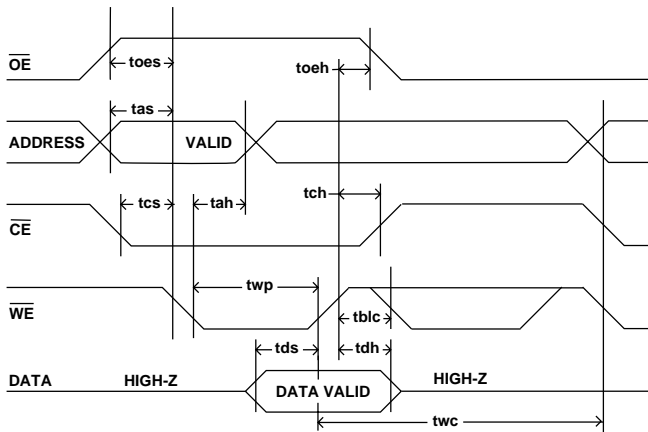 OE
toes
toeh
tas
ADDRESS
VALID
tcs
tah
tch
CE
twp
WE
tblc
tds
tdh
DATA
HIGH-Z
DATA VALID
HIGH-Z
twc